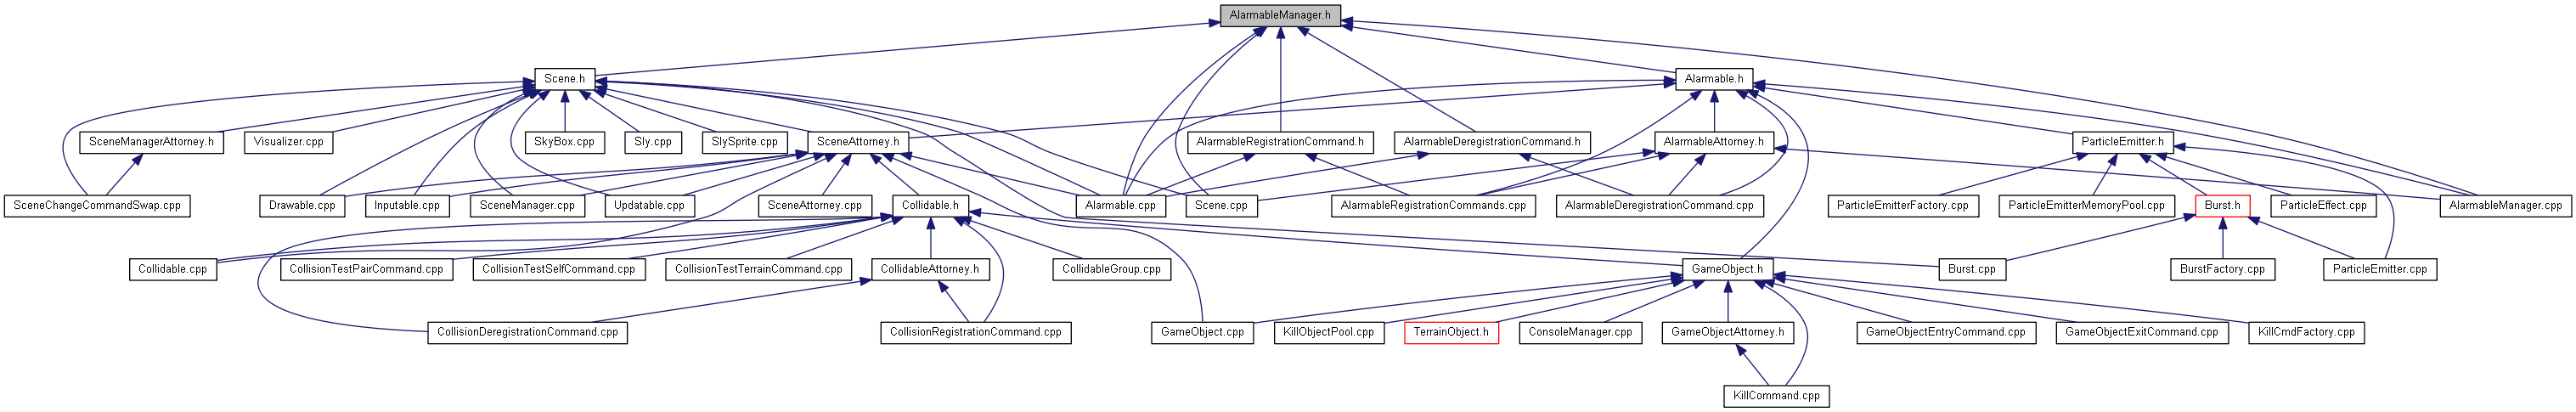 AlarmableManager.h
Scene.h
Alarmable.h
SceneManagerAttorney.h
Visualizer.cpp
SkyBox.cpp
Sly.cpp
SlySprite.cpp
SceneAttorney.h
AlarmableRegistrationCommand.h
AlarmableDeregistrationCommand.h
AlarmableAttorney.h
ParticleEmitter.h
SceneChangeCommandSwap.cpp
Drawable.cpp
Inputable.cpp
SceneManager.cpp
Updatable.cpp
SceneAttorney.cpp
Collidable.h
Alarmable.cpp
Scene.cpp
AlarmableRegistrationCommands.cpp
AlarmableDeregistrationCommand.cpp
ParticleEmitterFactory.cpp
ParticleEmitterMemoryPool.cpp
Burst.h
ParticleEffect.cpp
AlarmableManager.cpp
Collidable.cpp
CollisionTestPairCommand.cpp
CollisionTestSelfCommand.cpp
CollisionTestTerrainCommand.cpp
CollidableAttorney.h
CollidableGroup.cpp
GameObject.h
Burst.cpp
BurstFactory.cpp
ParticleEmitter.cpp
CollisionDeregistrationCommand.cpp
CollisionRegistrationCommand.cpp
GameObject.cpp
KillObjectPool.cpp
TerrainObject.h
ConsoleManager.cpp
GameObjectAttorney.h
GameObjectEntryCommand.cpp
GameObjectExitCommand.cpp
KillCmdFactory.cpp
KillCommand.cpp